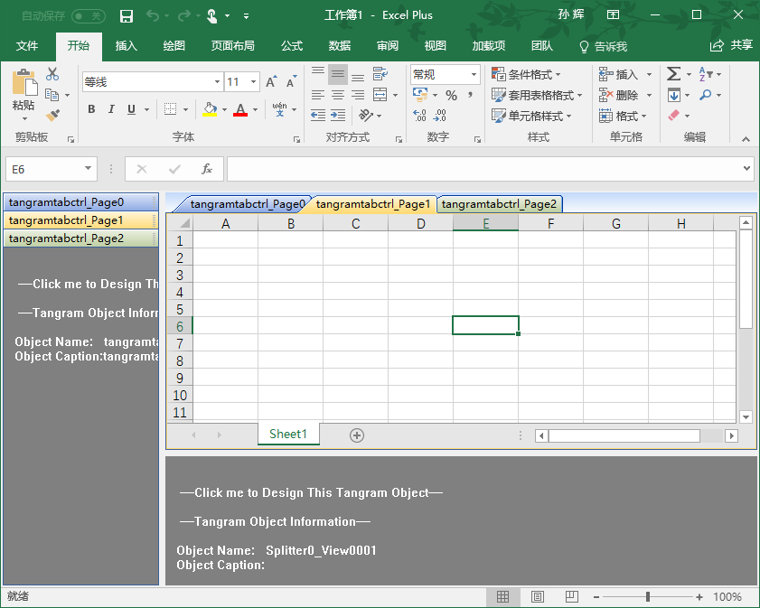 自动保存 关
工作簿1 - Excel Plus
孙 辉
文件 开始 插入 绘图 页面布局 公式 数据 审阅 视图 加载项 团队 告诉我 共享
等线 11 常规
粘贴
B I U A
wén
文
% ,
条件格式
套用表格格式
单元格样式
插入
删除
格式
剪贴板 字体 对齐方式 数字 样式 单元格 编辑
E6 fx
tangramtabctrl_Page0
tangramtabctrl_Page1
tangramtabctrl_Page2
—Click me to Design Th
—Tangram Object Inforr
Object Name: tangramta
Object Caption:tangramta
tangramtabctrl_Page0 tangramtabctrl_Page1 tangramtabctrl_Page2
A B C D E F G H
1
2
3
4
5
6
7
8
9
10
11
Sheet1
—Click me to Design This Tangram Object—
—Tangram Object Information—
Object Name: Splitter0_View0001
Object Caption:
就绪 100%